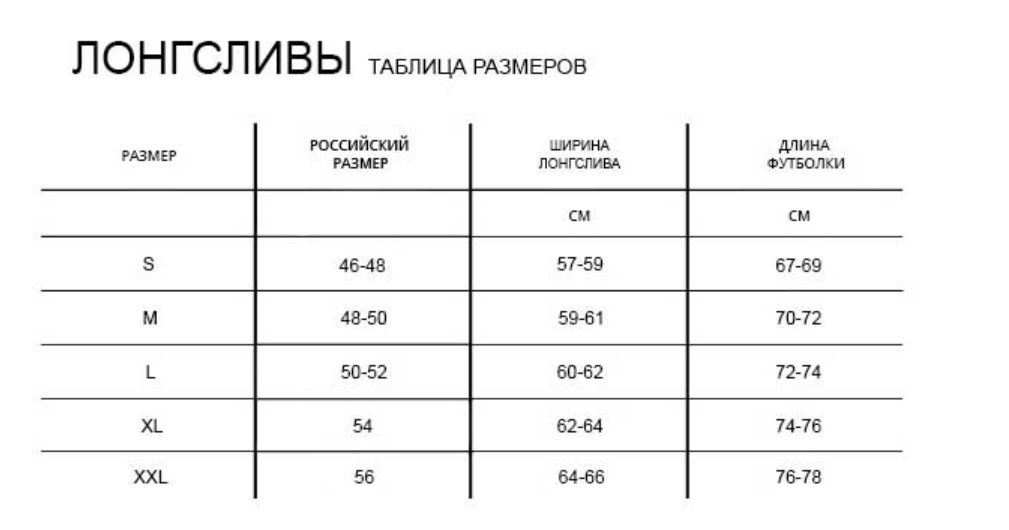 ЛОНГСЛИВЫ ТАБЛИЦА РАЗМЕРОВ
РАЗМЕР РОССИЙСКИЙ РАЗМЕР ШИРИНА ЛОНГСЛИВА ДЛИНА ФУТБОЛКИ
СМ СМ
S 46-48 57-59 67-69
M 48-50 59-61 70-72
L 50-52 60-62 72-74
XL 54 62-64 74-76
XXL 56 64-66 76-78